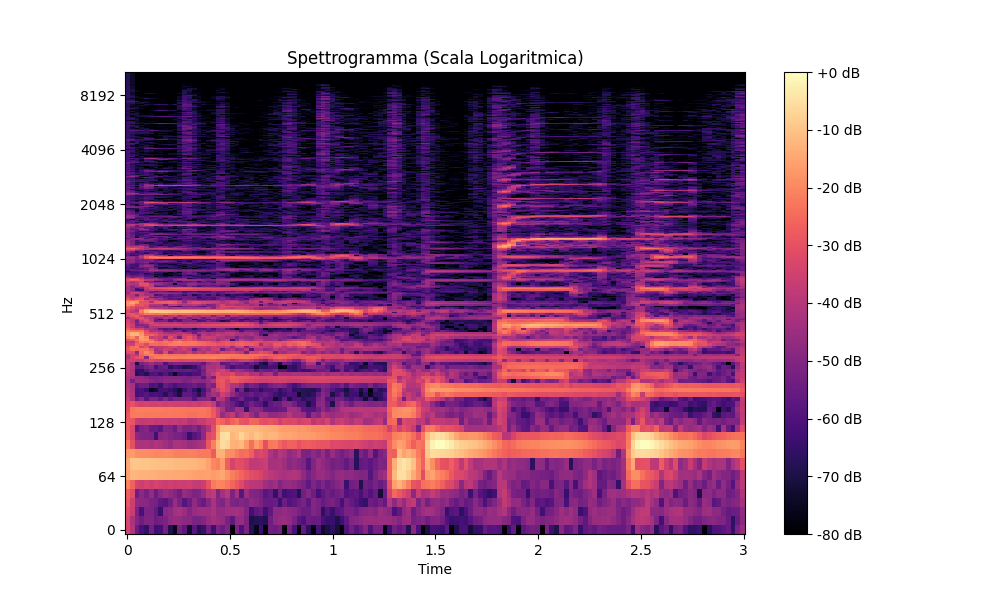 Spettrogramma (Scala Logaritmica)
Hz
8192
4096
2048
1024
512
256
128
64
0
0
0.5
1
1.5
2
2.5
3
Time
+0 dB
-10 dB
-20 dB
-30 dB
-40 dB
-50 dB
-60 dB
-70 dB
-80 dB